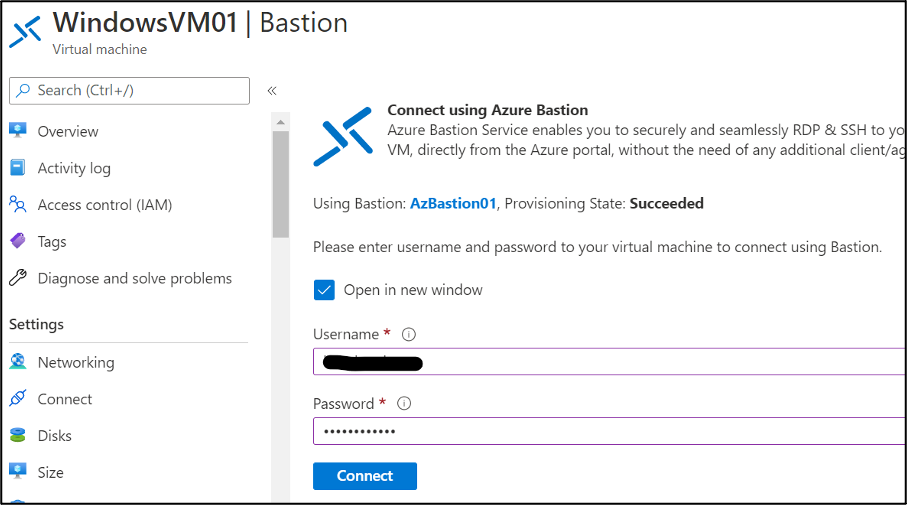 WindowsVM01 | Bastion
Virtual machine
Search (Ctrl+/)
«
Overview
Activity log
Access control (IAM)
Tags
Diagnose and solve problems
Settings
Networking
Connect
Disks
Size
Connect using Azure Bastion
Azure Bastion Service enables you to securely and seamlessly RDP & SSH to yo
VM, directly from the Azure portal, without the need of any additional client/ag
Using Bastion: AzBastion01, Provisioning State: Succeeded
Please enter username and password to your virtual machine to connect using Bastion.
Open in new window
Username *
Password *
••••••••••••
Connect